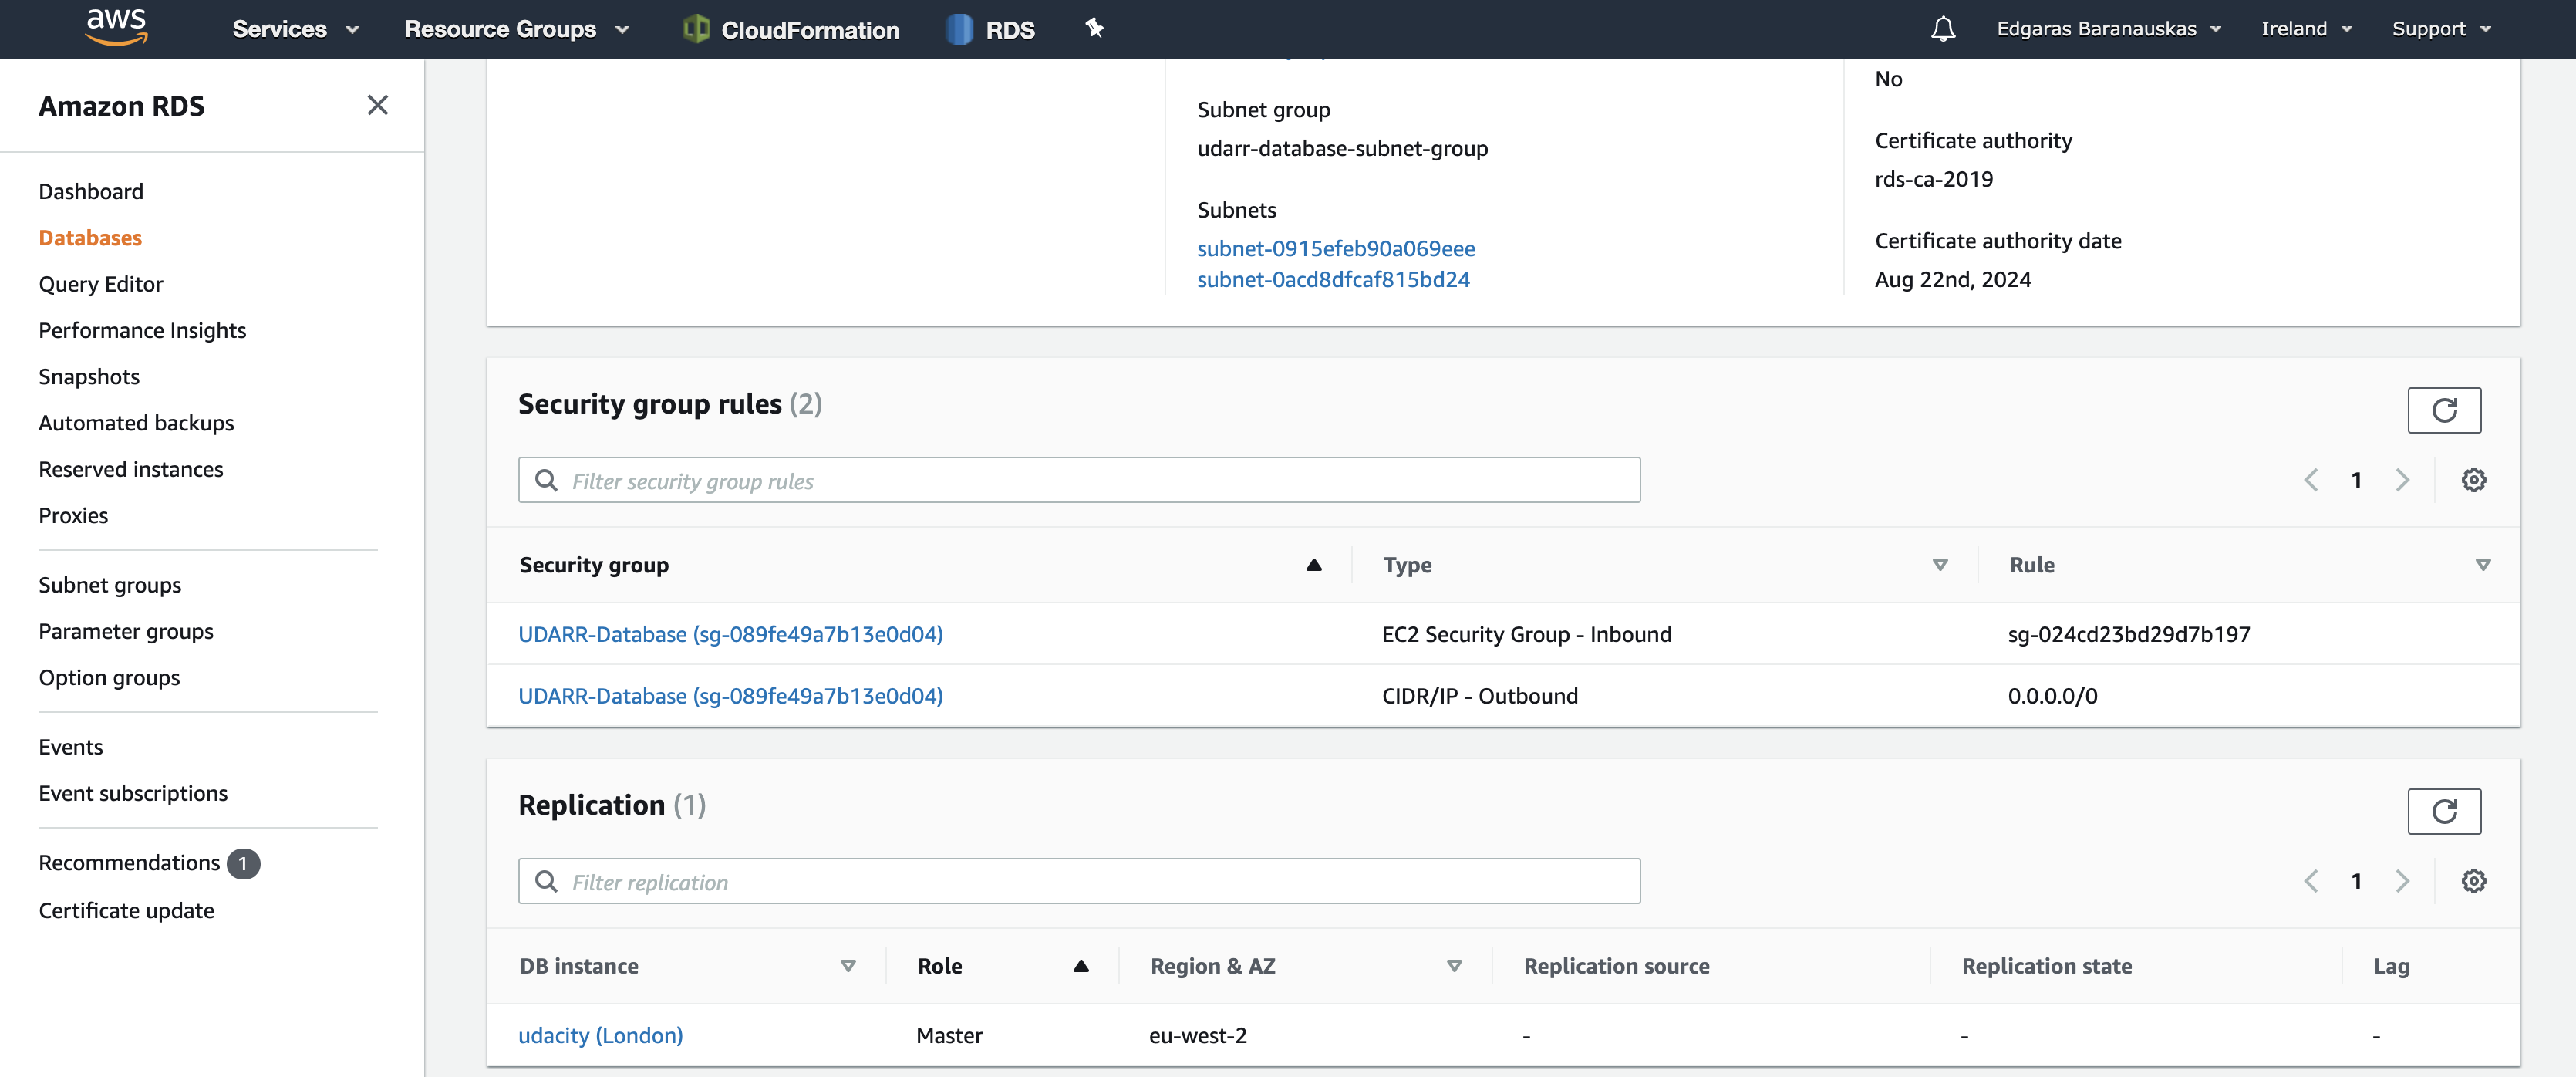 aws Services Resource Groups CloudFormation RDS Edgaras Baranauskas Ireland Support
Amazon RDS
Dashboard
Databases
Query Editor
Performance Insights
Snapshots
Automated backups
Reserved instances
Proxies
Subnet groups
Parameter groups
Option groups
Events
Event subscriptions
Recommendations 1
Certificate update
Subnet group
udarr-database-subnet-group
Subnets
subnet-0915efeb90a069eee
subnet-0acd8dfcaf815bd24
No
Certificate authority
rds-ca-2019
Certificate authority date
Aug 22nd, 2024
Security group rules (2)
Filter security group rules
1
Security group Type Rule
UDARR-Database (sg-089fe49a7b13e0d04) EC2 Security Group - Inbound sg-024cd23bd29d7b197
UDARR-Database (sg-089fe49a7b13e0d04) CIDR/IP - Outbound 0.0.0.0/0
Replication (1)
Filter replication
1
DB instance Role Region & AZ Replication source Replication state Lag
udacity (London) Master eu-west-2 - - -